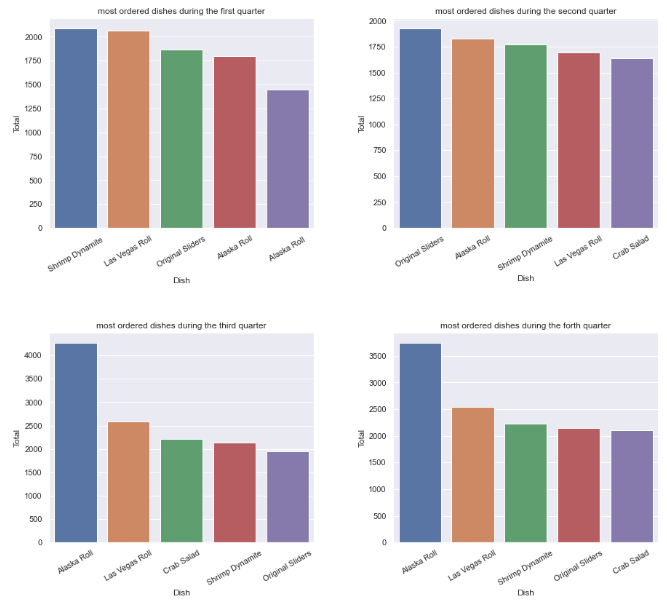 most ordered dishes during the first quarter
Total
2000
1750
1500
1250
1000
750
500
250
0
Shrimp Dynamite
Las Vegas Roll
Original Sliders
Alaska Roll
Alaska Roll
Dish
most ordered dishes during the second quarter
Total
2000
1750
1500
1250
1000
750
500
250
0
Original Sliders
Alaska Roll
Shrimp Dynamite
Las Vegas Roll
Crab Salad
Dish
most ordered dishes during the third quarter
Total
4000
3500
3000
2500
2000
1500
1000
500
0
Alaska Roll
Las Vegas Roll
Crab Salad
Shrimp Dynamite
Original Sliders
Dish
most ordered dishes during the forth quarter
Total
3500
3000
2500
2000
1500
1000
500
0
Alaska Roll
Las Vegas Roll
Shrimp Dynamite
Original Sliders
Crab Salad
Dish